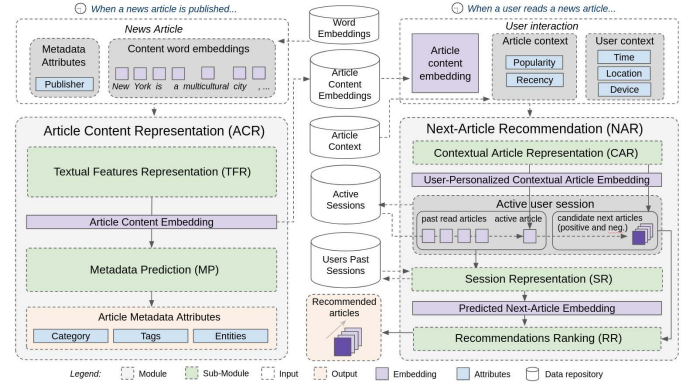 When a news article is published...
News Article
Metadata
Attributes
Publisher
Content word embeddings
New York is a multicultural city , ...
Article Content Representation (ACR)
Textual Features Representation (TFR)
Article Content Embedding
Metadata Prediction (MP)
Article Metadata Attributes
Category
Tags
Entities
Word
Embeddings
Article
Content
Embeddings
Article
Context
Active
Sessions
Users Past
Sessions
Recommended
articles
When a user reads a news article...
User interaction
Article
content
embedding
Article context
Popularity
Recency
User context
Time
Location
Device
Next-Article Recommendation (NAR)
Contextual Article Representation (CAR)
User-Personalized Contextual Article Embedding
Active user session
past read articles
active article
candidate next articles
(positive and neg.)
Session Representation (SR)
Predicted Next-Article Embedding
Recommendations Ranking (RR)
Legend:
Module
Sub-Module
Input
Output
Embedding
Attributes
Data repository